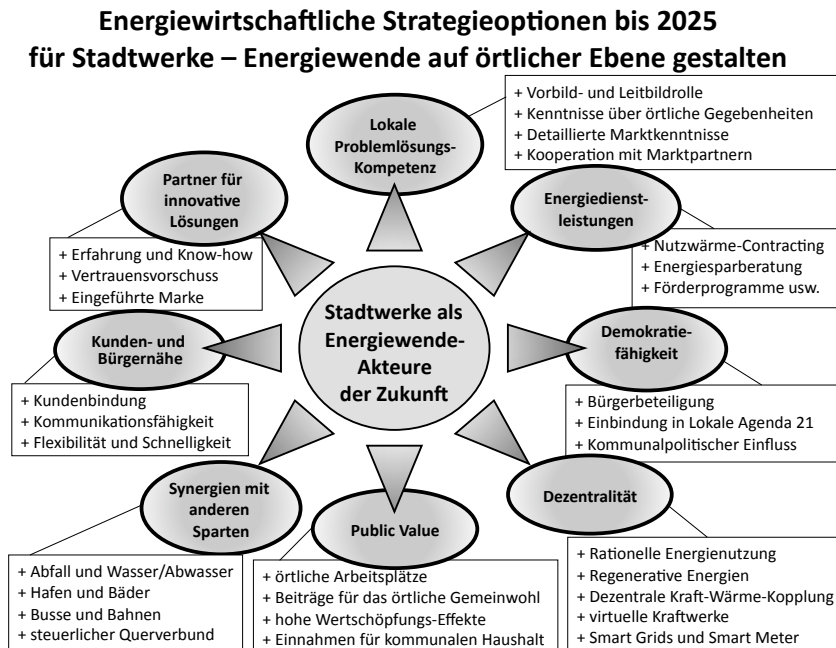 Energiewirtschaftliche Strategieoptionen bis 2025
für Stadtwerke – Energiewende auf örtlicher Ebene gestalten
Lokale
Problemlösungs-
Kompetenz
+ Vorbild- und Leitbildrolle
+ Kenntnisse über örtliche Gegebenheiten
+ Detaillierte Marktkenntnisse
+ Kooperation mit Marktpartnern
Partner für
innovative
Lösungen
+ Erfahrung und Know-how
+ Vertrauensvorschuss
+ Eingeführte Marke
Energiedienst-
leistungen
+ Nutzwärme-Contracting
+ Energiesparberatung
+ Förderprogramme usw.
Stadtwerke als
Energiewende-
Akteure
der Zukunft
Kunden- und
Bürgernähe
+ Kundenbindung
+ Kommunikationsfähigkeit
+ Flexibilität und Schnelligkeit
Demokratie-
fähigkeit
+ Bürgerbeteiligung
+ Einbindung in Lokale Agenda 21
+ Kommunalpolitischer Einfluss
Synergien mit
anderen
Sparten
+ Abfall und Wasser/Abwasser
+ Hafen und Bäder
+ Busse und Bahnen
+ steuerlicher Querverbund
Public Value
+ örtliche Arbeitsplätze
+ Beiträge für das örtliche Gemeinwohl
+ hohe Wertschöpfungs-Effekte
+ Einnahmen für kommunalen Haushalt
Dezentralität
+ Rationelle Energienutzung
+ Regenerative Energien
+ Dezentrale Kraft-Wärme-Kopplung
+ virtuelle Kraftwerke
+ Smart Grids und Smart Meter